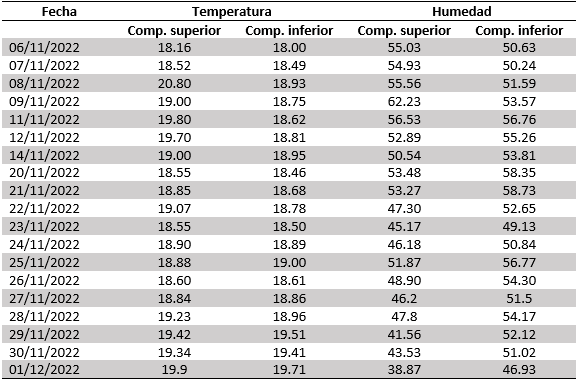 Fecha Temperatura Humedad
Comp. superior Comp. inferior Comp. superior Comp. inferior
06/11/2022 18.16 18.00 55.03 50.63
07/11/2022 18.52 18.49 54.93 50.24
08/11/2022 20.80 18.93 55.56 51.59
09/11/2022 19.00 18.75 62.23 53.57
11/11/2022 19.80 18.62 56.53 56.76
12/11/2022 19.70 18.81 52.89 55.26
14/11/2022 19.00 18.95 50.54 53.81
20/11/2022 18.55 18.46 53.48 58.35
21/11/2022 18.85 18.68 53.27 58.73
22/11/2022 19.07 18.78 47.30 52.65
23/11/2022 18.55 18.50 45.17 49.13
24/11/2022 18.90 18.89 46.18 50.84
25/11/2022 18.88 19.00 51.87 56.77
26/11/2022 18.60 18.61 48.90 54.30
27/11/2022 18.84 18.86 46.2 51.5
28/11/2022 19.23 18.96 47.8 54.17
29/11/2022 19.42 19.51 41.56 52.12
30/11/2022 19.34 19.41 43.53 51.02
01/12/2022 19.9 19.71 38.87 46.93